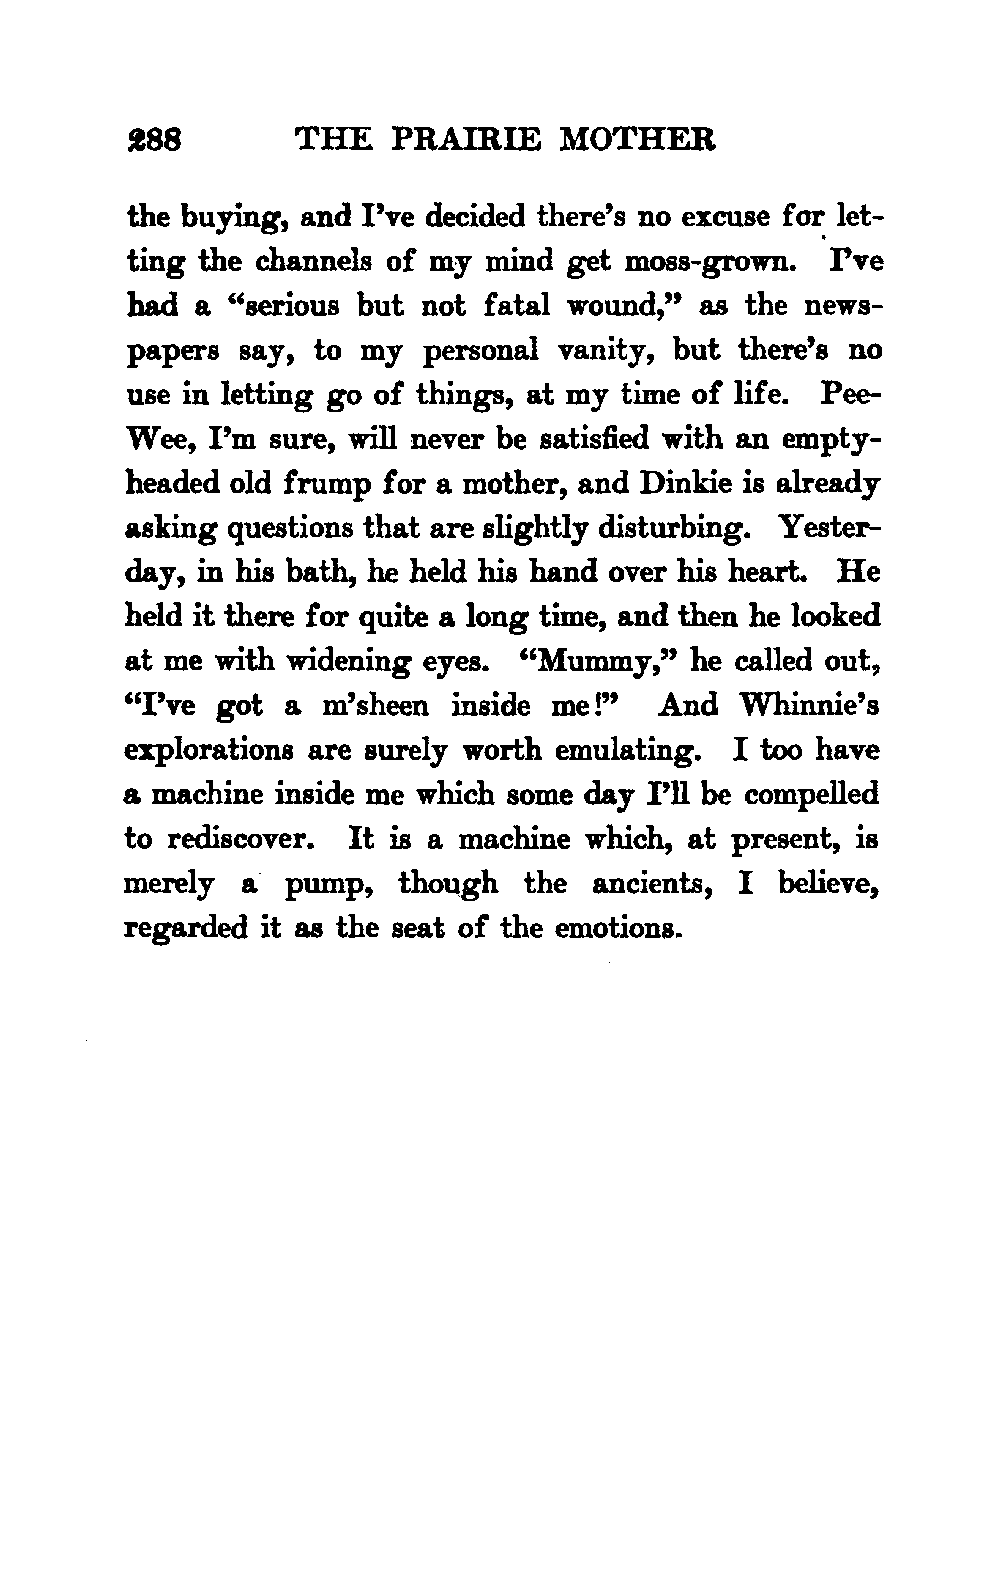 288 THE PRAIRIE MOTHER
the buying, and I've decided there's no excuse for let-
ting the channels of my mind get moss-grown. I've
had a “serious but not fatal wound,” as the news-
papers say, to my personal vanity, but there's no
use in letting go of things, at my time of life. Pee-
Wee, I'm sure, will never be satisfied with an empty-
headed old frump for a mother, and Dinkie is already
asking questions that are slightly disturbing. Yester-
day, in his bath, he held his hand over his heart. He
held it there for quite a long time, and then he looked
at me with widening eyes. “Mummy,” he called out,
“I've got a m'sheen inside me!” And Whinnie's
explorations are surely worth emulating. I too have
a machine inside me which some day I'll be compelled
to rediscover. It is a machine which, at present, is
merely a pump, though the ancients, I believe,
regarded it as the seat of the emotions.